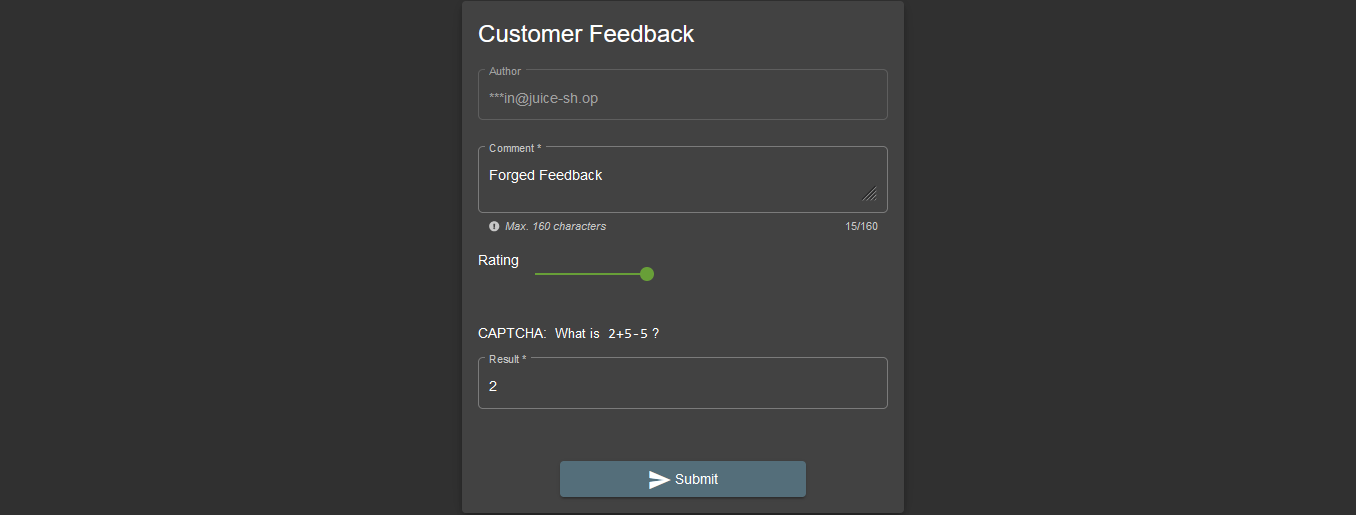 Customer Feedback
Author
***in@juice-sh.op
Comment *
Forged Feedback
Max. 160 characters 15/160
Rating
CAPTCHA: What is 2+5-5 ?
Result *
2
Submit